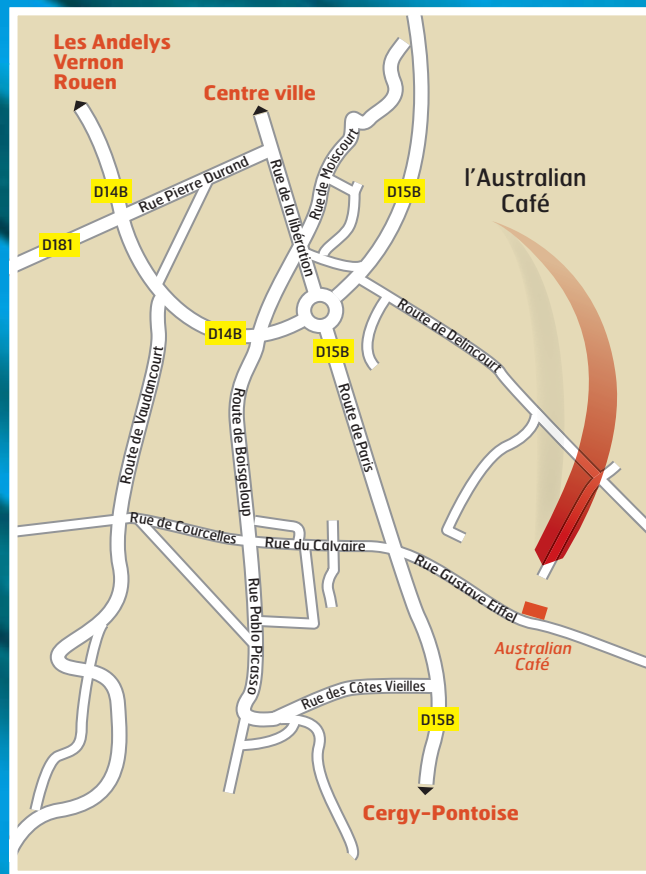 Les Andelys
Vernon
Rouen
Centre ville
Rue de Moiscourt
D14B
Rue Pierre Durand
Rue de la libération
D15B
l'Australian
Café
D181
D14B
D15B
Route de Delincourt
Route de Vaudancourt
Route de Boisgeloup
Route de Paris
Rue de Courcelles
Rue du Calvaire
Rue Gustave Eiffel
Rue Pablo Picasso
Australian
Café
Rue des Côtes Vieilles
D15B
Cergy-Pontoise